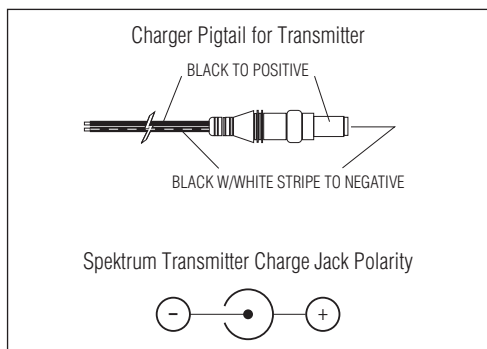 Charger Pigtail for Transmitter
BLACK TO POSITIVE
BLACK W/WHITE STRIPE TO NEGATIVE
Spektrum Transmitter Charge Jack Polarity
− +